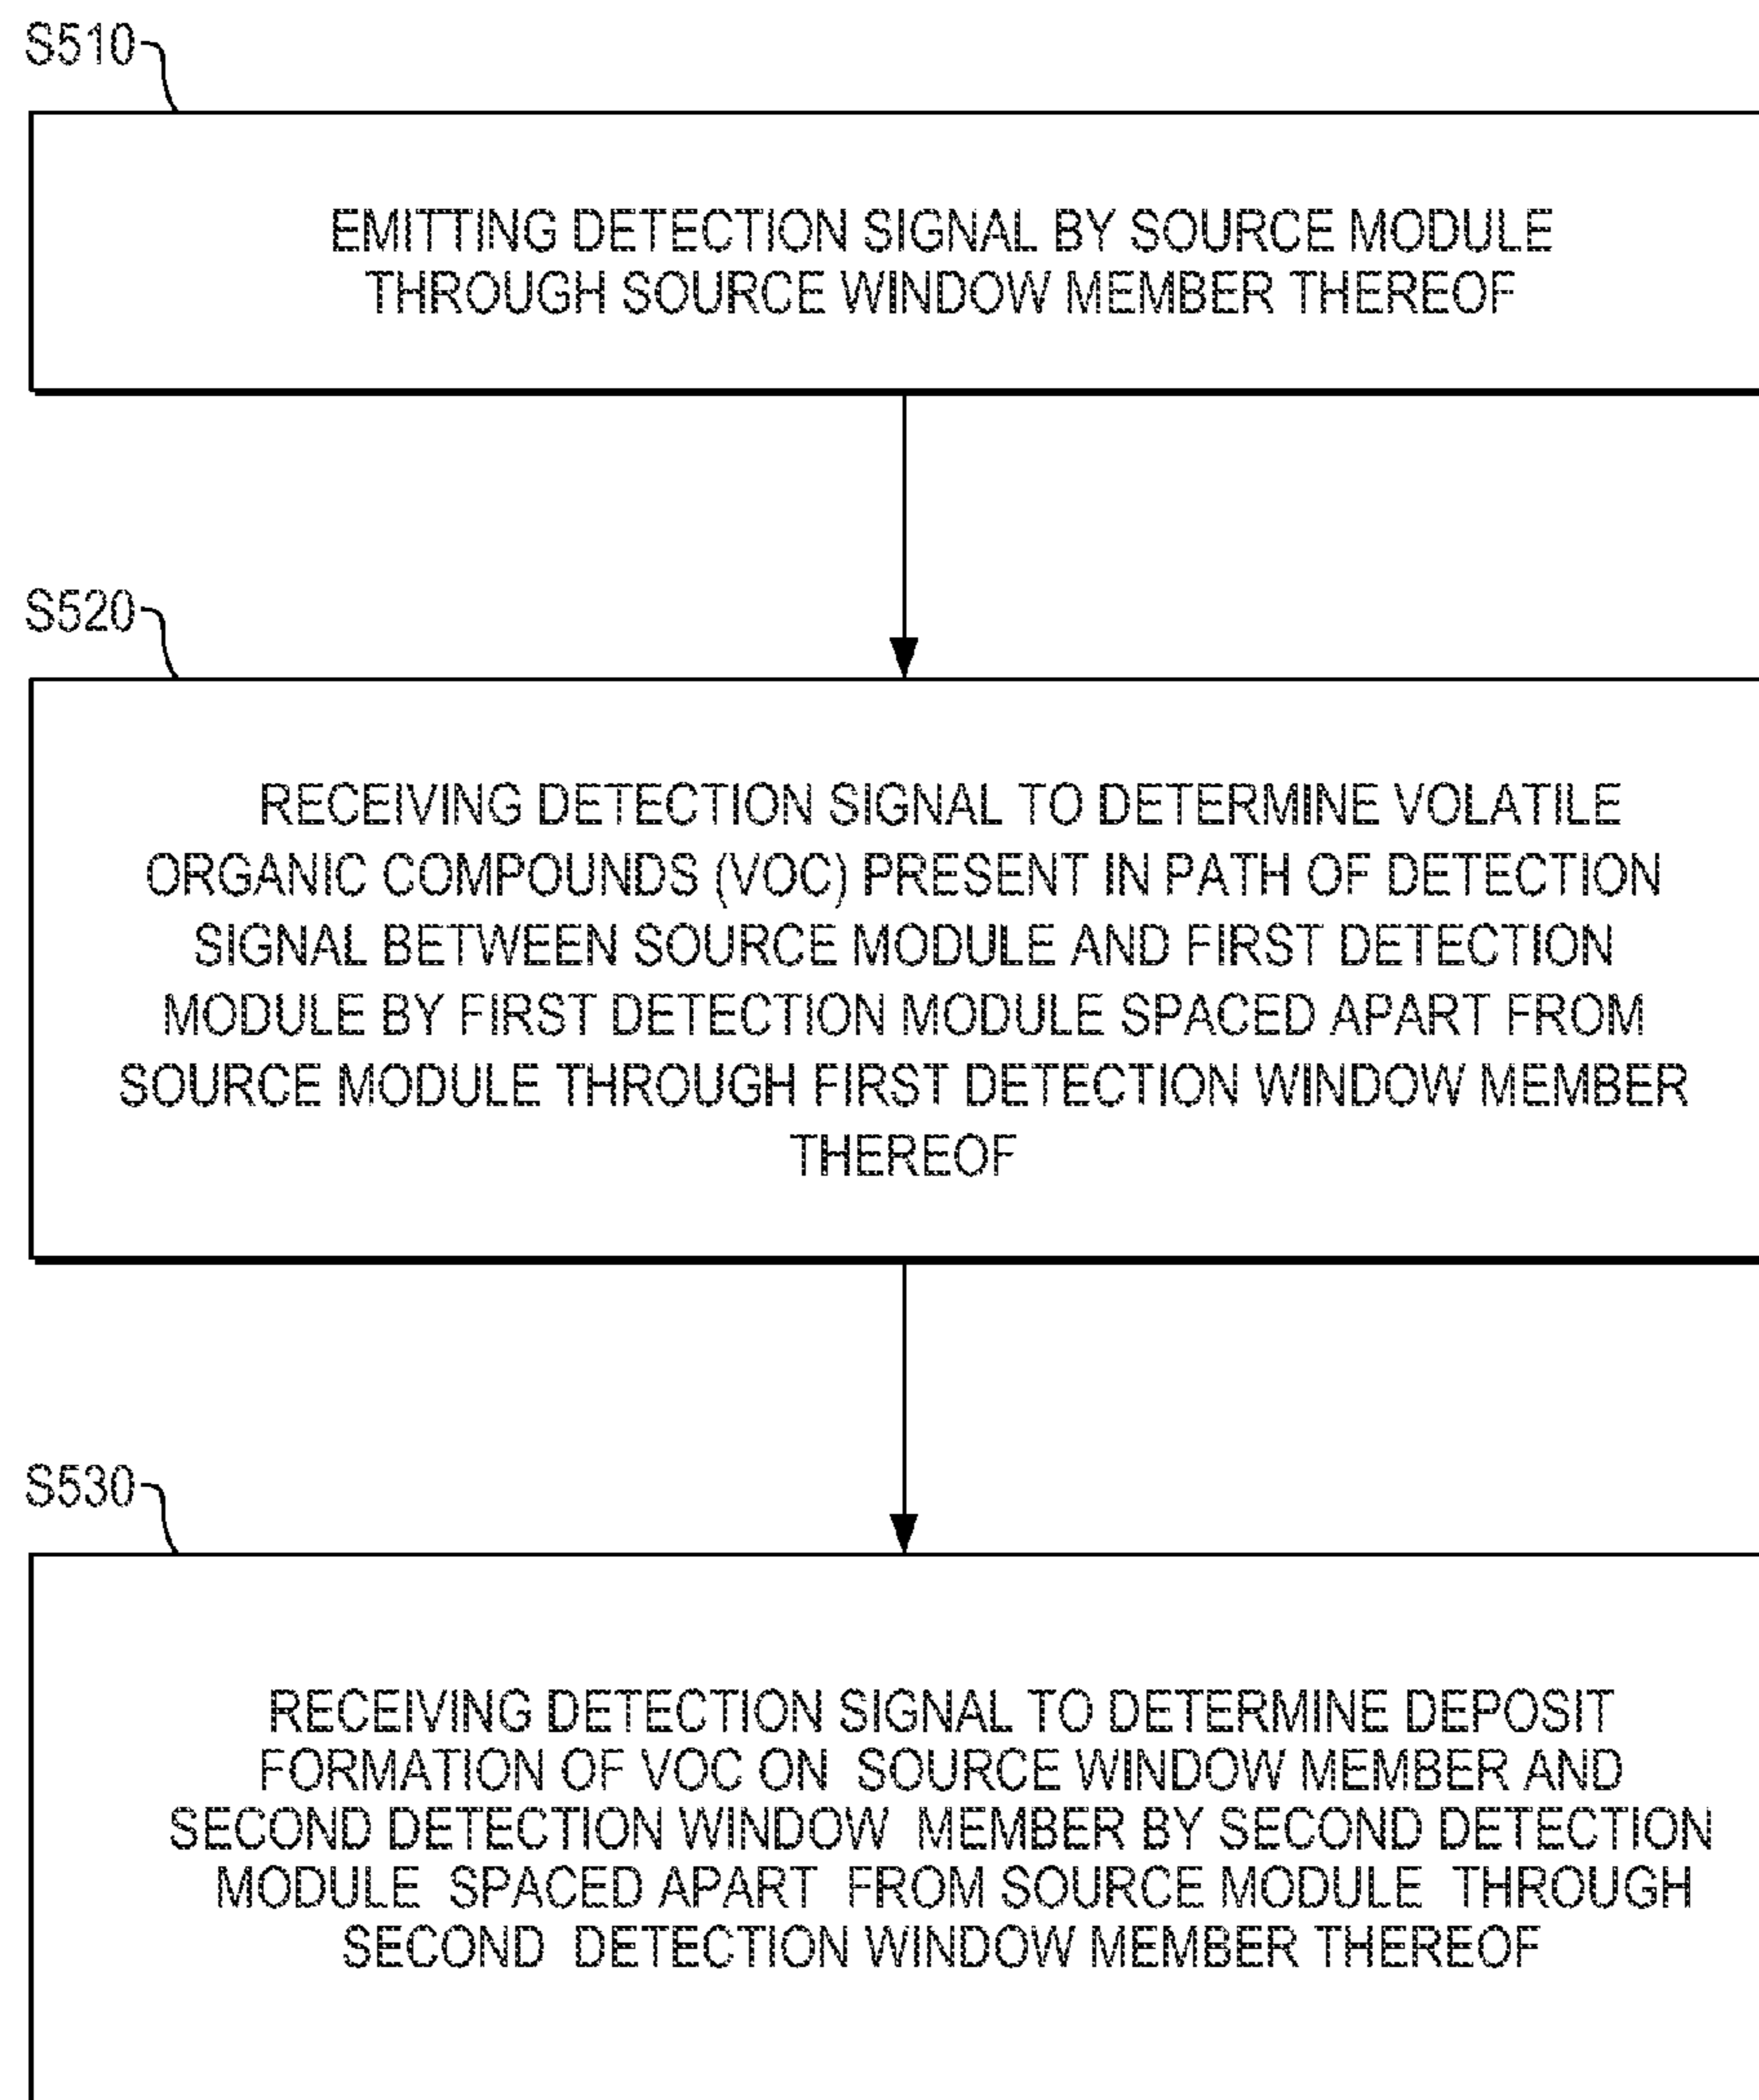 S510
EMITTING DETECTION SIGNAL BY SOURCE MODULE
THROUGH SOURCE WINDOW MEMBER THEREOF
S520
RECEIVING DETECTION SIGNAL TO DETERMINE VOLATILE
ORGANIC COMPOUNDS (VOC) PRESENT IN PATH OF DETECTION
SIGNAL BETWEEN SOURCE MODULE AND FIRST DETECTION
MODULE BY FIRST DETECTION MODULE SPACED APART FROM
SOURCE MODULE THROUGH FIRST DETECTION WINDOW MEMBER
THEREOF
S530
RECEIVING DETECTION SIGNAL TO DETERMINE DEPOSIT
FORMATION OF VOC ON SOURCE WINDOW MEMBER AND
SECOND DETECTION WINDOW MEMBER BY SECOND DETECTION
MODULE SPACED APART FROM SOURCE MODULE THROUGH
SECOND DETECTION WINDOW MEMBER THEREOF